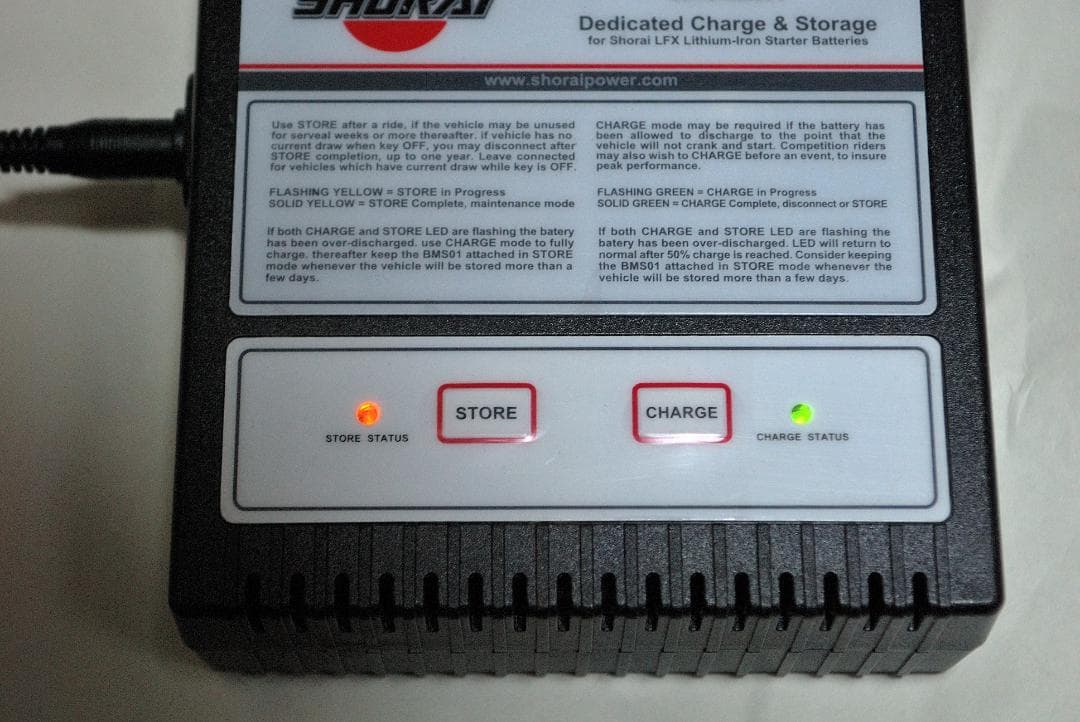 SHORAI
Dedicated Charge & Storage
for Shorai LFX Lithium-Iron Starter Batteries
www.shoraipower.com
Use STORE after a ride, if the vehicle may be unused
for serveal weeks or more thereafter. if vehicle has no
current draw when key OFF, you may disconnect after
STORE completion, up to one year. Leave connected
for vehicles which have current draw while key is OFF.
FLASHING YELLOW = STORE in Progress
SOLID YELLOW = STORE Complete, maintenance mode
If both CHARGE and STORE LED are flashing the batery
has been over-discharged. use CHARGE mode to fully
charge. thereafter keep the BMS01 attached in STORE
mode whenever the vehicle will be stored more than a
few days.
CHARGE mode may be required if the battery has
been allowed to discharge to the point that the
vehicle will not crank and start. Competition riders
may also wish to CHARGE before an event, to insure
peak performance.
FLASHING GREEN = CHARGE in Progress
SOLID GREEN = CHARGE Complete, disconnect or STORE
If both CHARGE and STORE LED are flashing the
batery has been over-discharged. LED will return to
normal after 50% charge is reached. Consider keeping
the BMS01 attached in STORE mode whenever the
vehicle will be stored more than a few days.
STORE STATUS
STORE
CHARGE
CHARGE STATUS